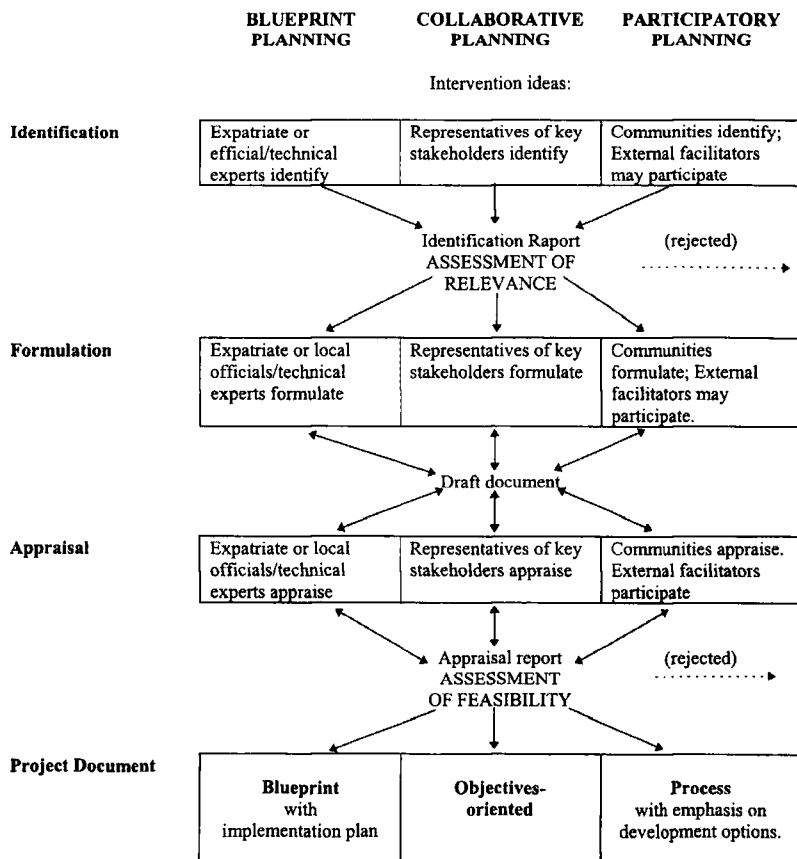 BLUEPRINT PLANNING
COLLABORATIVE PLANNING
PARTICIPATORY PLANNING
Intervention ideas:
Identification
Expatriate or
efficial/technical
experts identify
Representatives of key
stakeholders identify
Communities identify;
External facilitators
may participate
Identification Raport
ASSESSMENT OF
RELEVANCE
(rejected)
Formulation
Expatriate or local
officials/technical
experts formulate
Representatives of key
stakeholders formulate
Communities
formulate; External
facilitators may
participate.
Draft document
Appraisal
Expatriate or local
officials/technical
experts appraise
Representatives of key
stakeholders appraise
Communities appraise.
External facilitators
participate
Appraisal report
ASSESSMENT
OF FEASIBILITY
(rejected)
Project Document
Blueprint
with
implementation plan
Objectives-
oriented
Process
with emphasis on
development options.